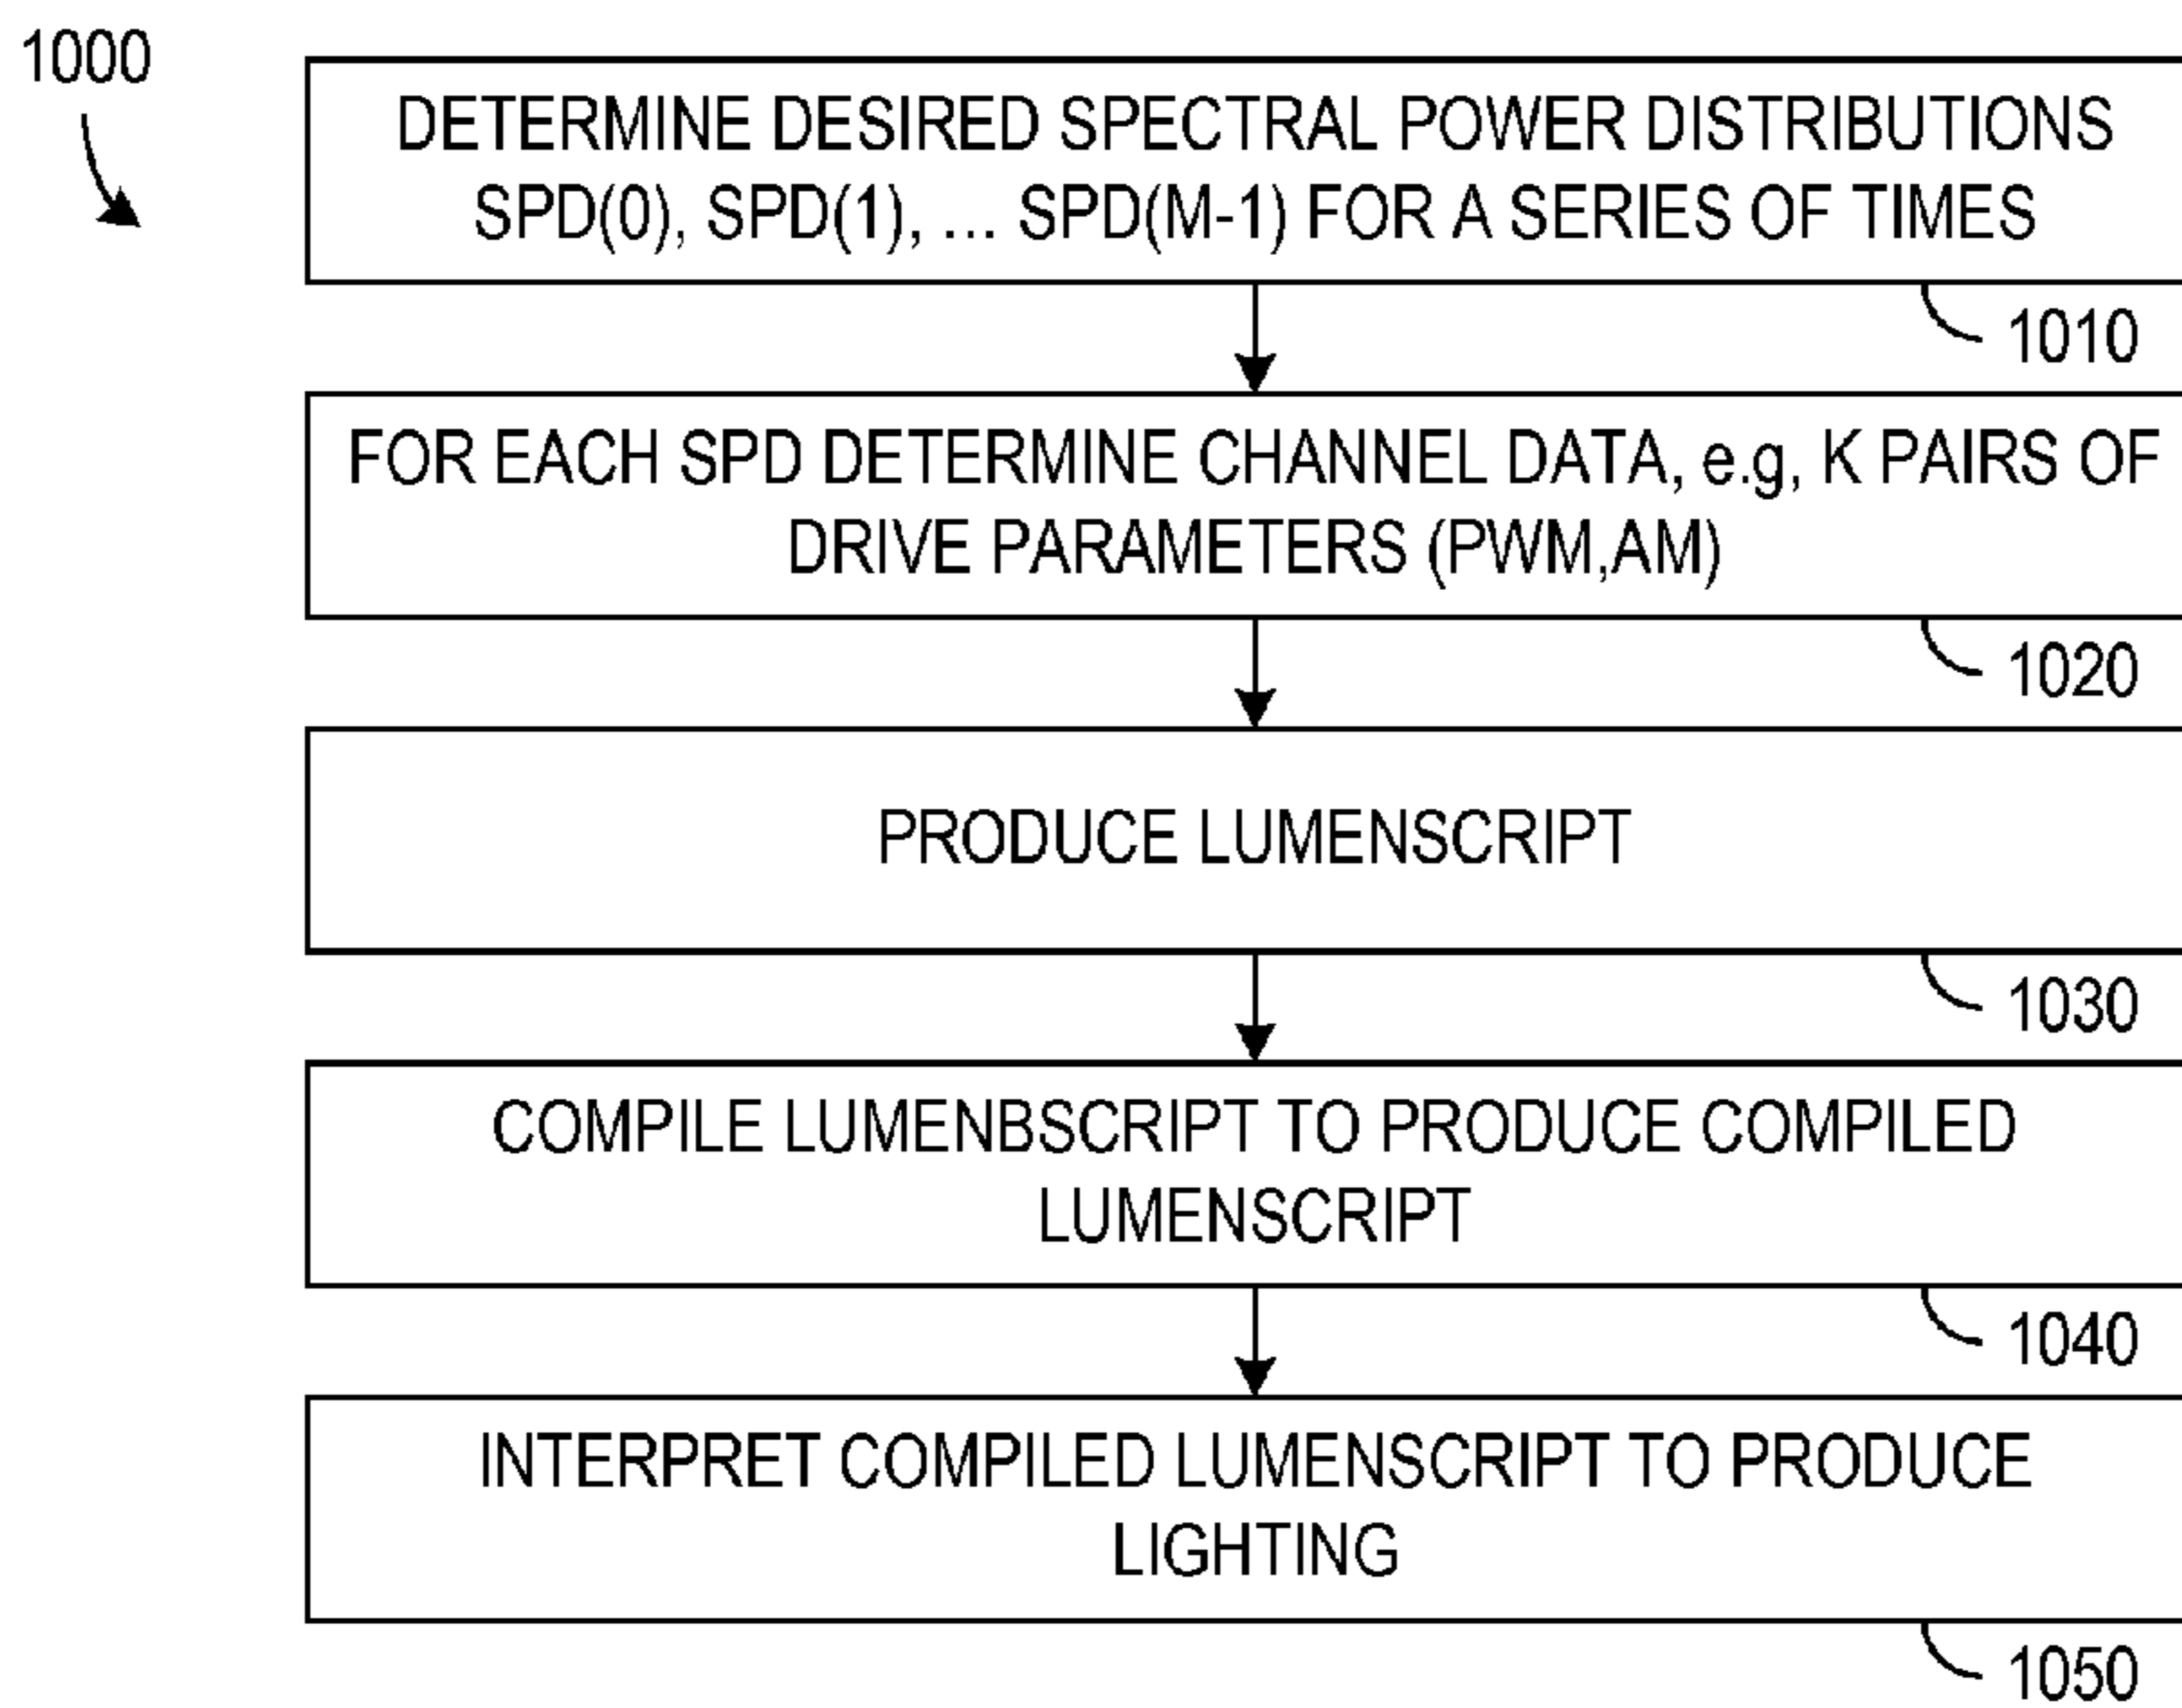 1000
DETERMINE DESIRED SPECTRAL POWER DISTRIBUTIONS
SPD(0), SPD(1), ... SPD(M-1) FOR A SERIES OF TIMES
1010
FOR EACH SPD DETERMINE CHANNEL DATA, e.g, K PAIRS OF
DRIVE PARAMETERS (PWM,AM)
1020
PRODUCE LUMENSCRIPT
1030
COMPILE LUMENBSCRIPT TO PRODUCE COMPILED
LUMENSCRIPT
1040
INTERPRET COMPILED LUMENSCRIPT TO PRODUCE
LIGHTING
1050